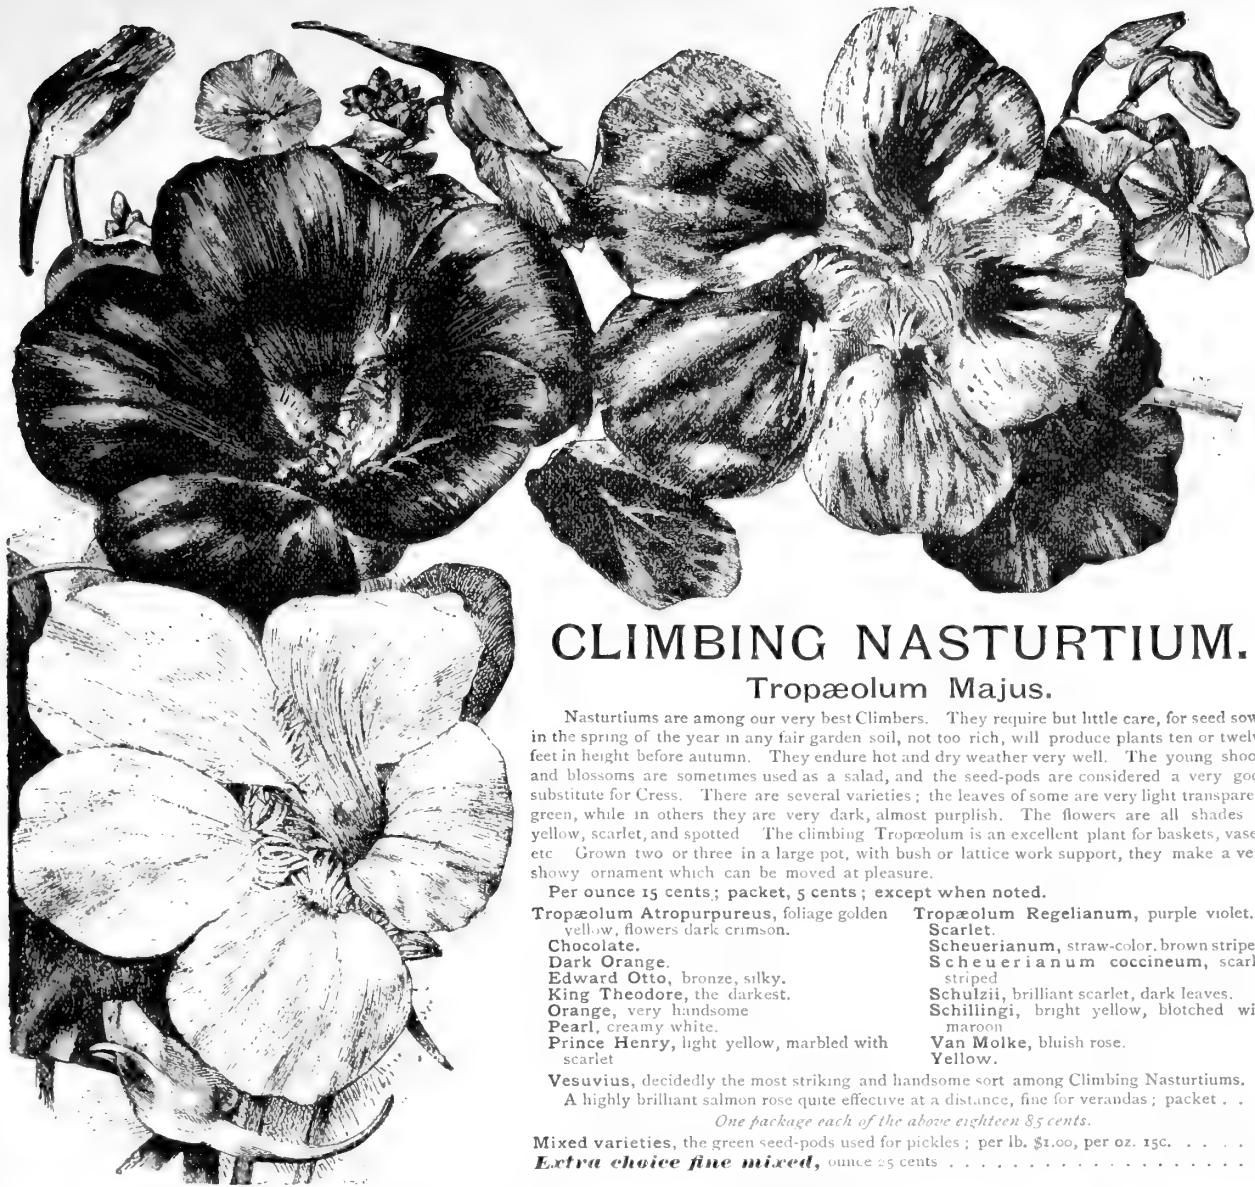 CLIMBING NASTURTIUM.
Tropæolum Majus.
Nasturtiums are among our very best Climbers. They require but little care, for seed sow
in the spring of the year in any fair garden soil, not too rich, will produce plants ten or twel
feet in height before autumn. They endure hot and dry weather very well. The young shoo
and blossoms are sometimes used as a salad, and the seed-pods are considered a very goo
substitute for Cress. There are several varieties; the leaves of some are very light transpare
green, while in others they are very dark, almost purplish. The flowers are all shades
yellow, scarlet, and spotted The climbing Tropœolum is an excellent plant for baskets, vase
etc Grown two or three in a large pot, with bush or lattice work support, they make a ve
showy ornament which can be moved at pleasure.
Per ounce 15 cents; packet, 5 cents; except when noted.
Tropæolum Atropurpureus, foliage golden
yellow, flowers dark crimson.
Chocolate.
Dark Orange.
Edward Otto, bronze, silky.
King Theodore, the darkest.
Orange, very handsome
Pearl, creamy white.
Prince Henry, light yellow, marbled with
scarlet
Tropæolum Regelianum, purple violet.
Scarlet.
Scheuerianum, straw-color, brown stripe
Scheuerianum coccineum, scarl
striped
Schulzii, brilliant scarlet, dark leaves.
Schillingi, bright yellow, blotched wi
maroon
Van Molke, bluish rose.
Yellow.
Vesuvius, decidedly the most striking and handsome sort among Climbing Nasturtiums.
A highly brilliant salmon rose quite effective at a distance, fine for verandas; packet . .
One package each of the above eighteen 85 cents.
Mixed varieties, the green seed-pods used for pickles; per lb. $1.00, per oz. 15c. . . . .
Extra choice fine mixed, ounce 25 cents . . . . . . . . . . . . . . . . . .